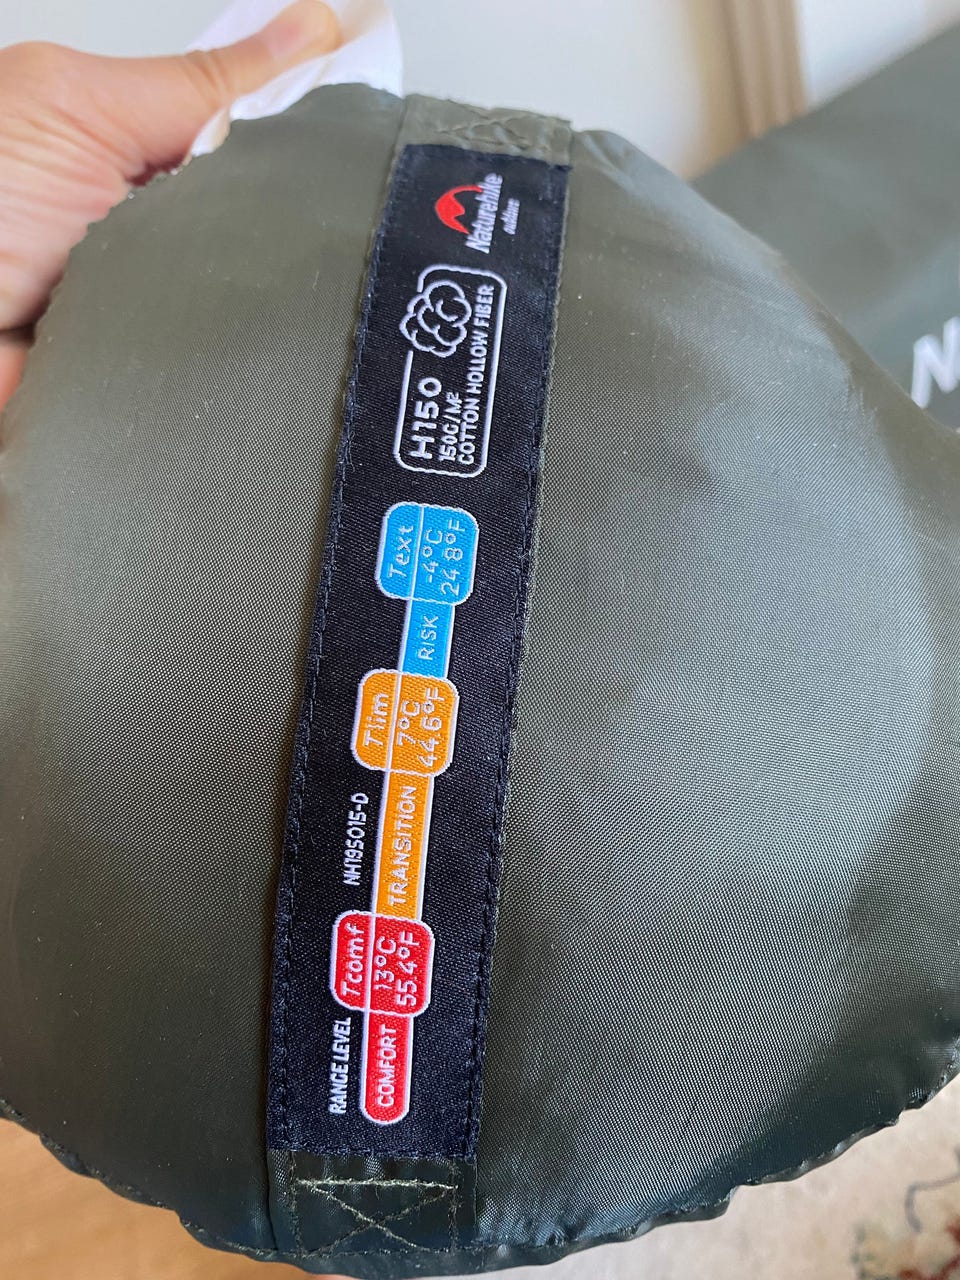 Naturehike
outdoor
H150
150G/M²
COTTON HOLLOW FIBER
RANGE LEVEL
NH19S015-D
COMFORT
Tcomf
13°C
55.4°F
TRANSITION
Tlim
7°C
44.6°F
RISK
Text
-4°C
24.8°F
N